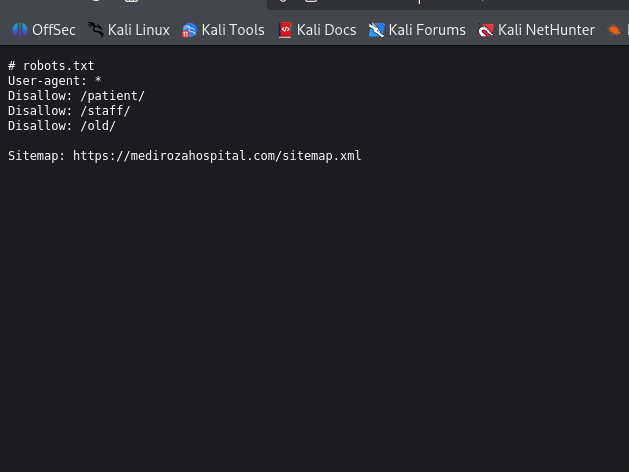 OffSec Kali Linux Kali Tools Kali Docs Kali Forums Kali NetHunter
# robots.txt
User-agent: *
Disallow: /patient/
Disallow: /staff/
Disallow: /old/
Sitemap: https://medirozahospital.com/sitemap.xml